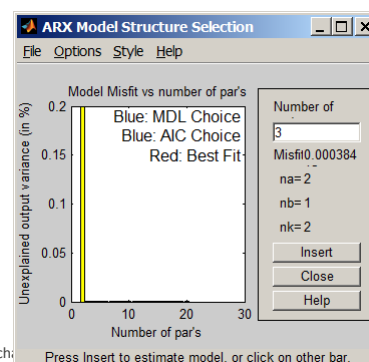 ARX Model Structure Selection
File Options Style Help
Model Misfit vs number of par's
Unexplained output variance (in %)
0.2
0.15
0.1
0.05
0
0 10 20 30
Number of par's
Blue: MDL Choice
Blue: AIC Choice
Red: Best Fit
Number of
3
Misfit0.000384
na= 2
nb= 1
nk= 2
Insert
Close
Help
Press Insert to estimate model, or click on other bar.